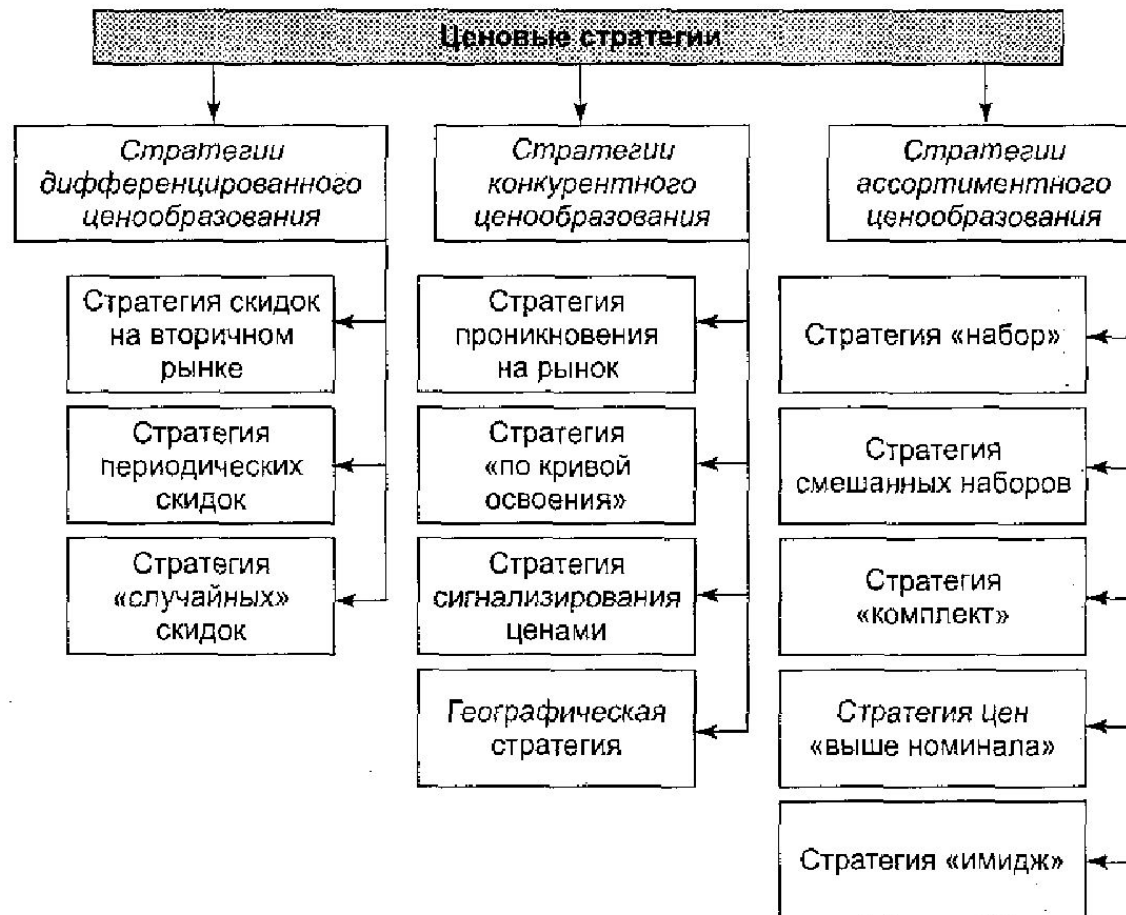 Ценовые стратегии
Стратегии
дифференцированного
ценообразования
Стратегия скидок
на вторичном
рынке
Стратегия
периодических
скидок
Стратегия
«случайных»
скидок
Стратегии
конкурентного
ценообразования
Стратегия
проникновения
на рынок
Стратегия
«по кривой
освоения»
Стратегия
сигнализирования
ценами
Географическая
стратегия
Стратегии
ассортиментного
ценообразования
Стратегия «набор»
Стратегия
смешанных наборов
Стратегия
«комплект»
Стратегия цен
«выше номинала»
Стратегия «имидж»